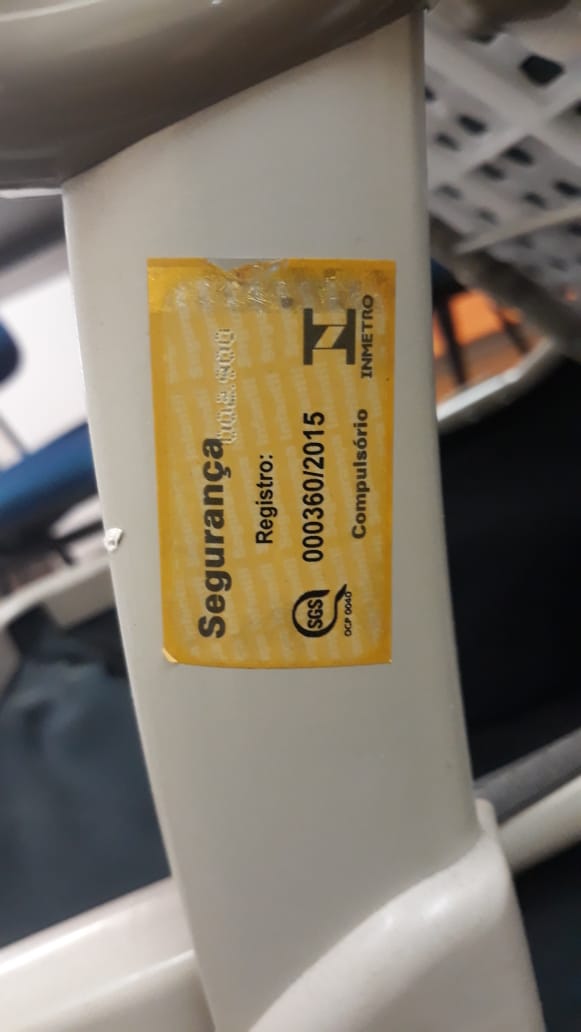 Segurança
Registro:
000360/2015
SGS
OCP 0040
Compulsório
INMETRO